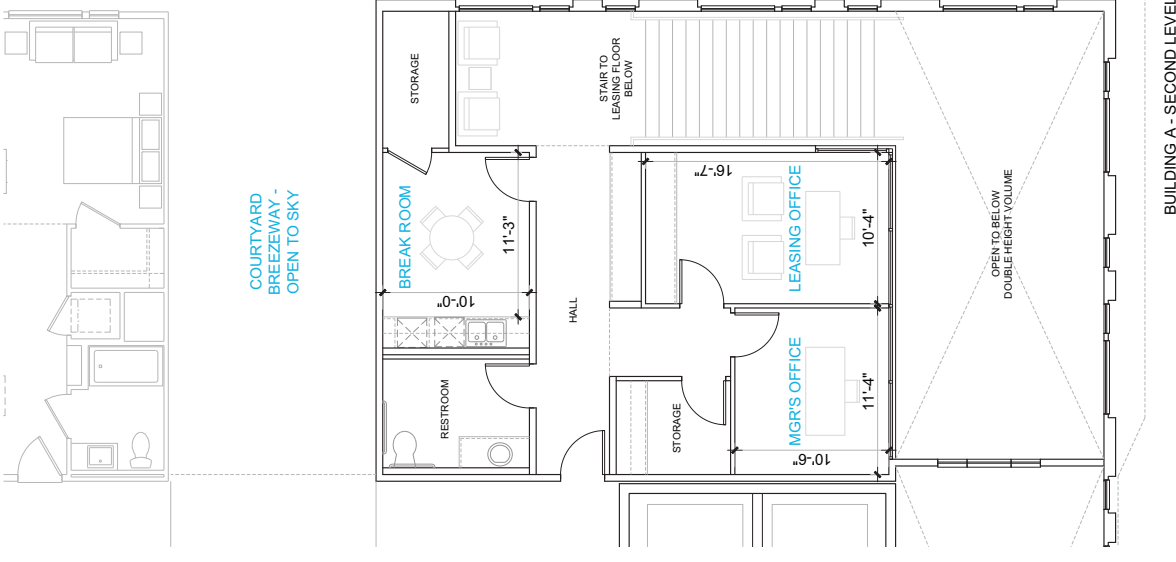 COURTYARD
BREEZEWAY -
OPEN TO SKY
STORAGE
BREAK ROOM
11'-3"
10'-0"
RESTROOM
HALL
STAIR TO
LEASING FLOOR
BELOW
16'-7"
LEASING OFFICE
10'-4"
MGR'S OFFICE
11'-4"
10'-6"
STORAGE
OPEN TO BELOW
DOUBLE HEIGHT VOLUME
BUILDING A - SECOND LEVEL